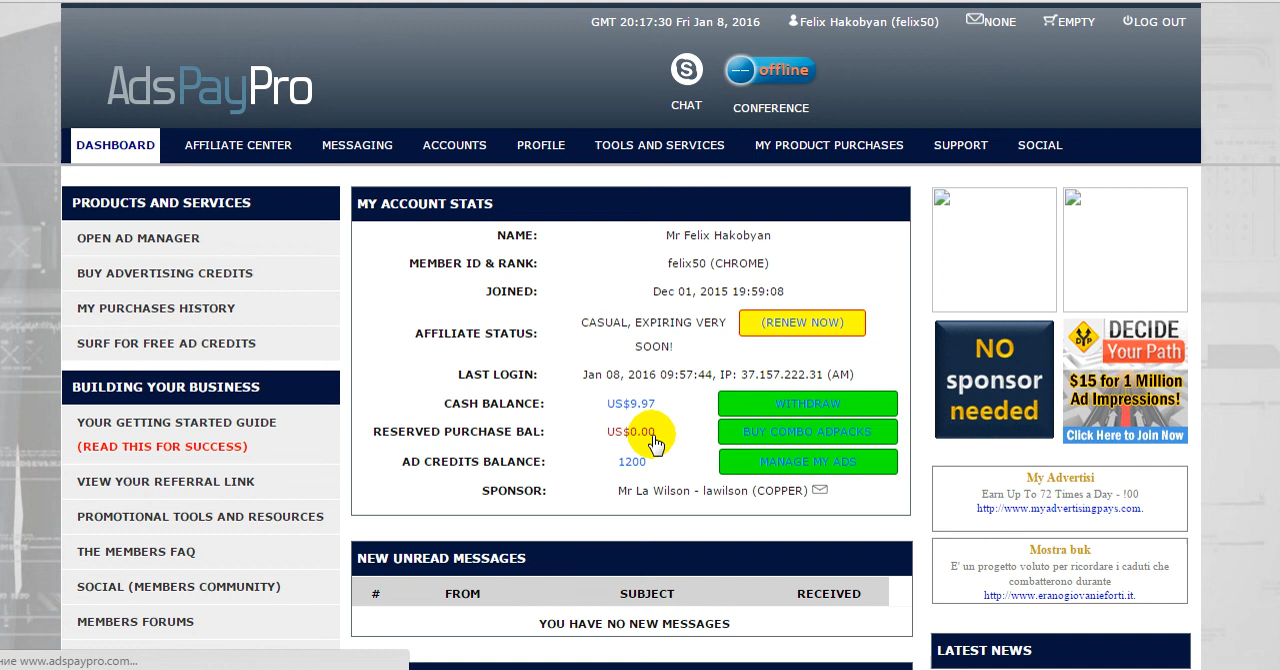 GMT 20:17:30 Fri Jan 8, 2016
Felix Hakobyan (felix50)
NONE
EMPTY
LOG OUT
AdsPayPro
S
CHAT
offline
CONFERENCE
DASHBOARD
AFFILIATE CENTER
MESSAGING
ACCOUNTS
PROFILE
TOOLS AND SERVICES
MY PRODUCT PURCHASES
SUPPORT
SOCIAL
PRODUCTS AND SERVICES
OPEN AD MANAGER
BUY ADVERTISING CREDITS
MY PURCHASES HISTORY
SURF FOR FREE AD CREDITS
BUILDING YOUR BUSINESS
YOUR GETTING STARTED GUIDE
(READ THIS FOR SUCCESS)
VIEW YOUR REFERRAL LINK
PROMOTIONAL TOOLS AND RESOURCES
THE MEMBERS FAQ
SOCIAL (MEMBERS COMMUNITY)
MEMBERS FORUMS
MY ACCOUNT STATS
NAME: Mr Felix Hakobyan
MEMBER ID & RANK: felix50 (CHROME)
JOINED: Dec 01, 2015 19:59:08
AFFILIATE STATUS: CASUAL, EXPIRING VERY
SOON!
(RENEW NOW)
LAST LOGIN: Jan 08, 2016 09:57:44, IP: 37.157.222.31 (AM)
CASH BALANCE: US$9.97 WITHDRAW
RESERVED PURCHASE BAL: US$0.00 BUY COMBO ADPACKS
AD CREDITS BALANCE: 1200 MANAGE MY ADS
SPONSOR: Mr La Wilson - lawilson (COPPER)
NEW UNREAD MESSAGES
# FROM SUBJECT RECEIVED
YOU HAVE NO NEW MESSAGES
NO
sponsor
needed
DYP
DECIDE
Your Path
$15 for 1 Million
Ad Impressions!
Click Here to Join Now
My Advertisi
Earn Up To 72 Times a Day - !00
http://www.myadvertisingpays.com.
Mostra buk
E' un progetto voluto per ricordare i caduti che
combatterono durante
http://www.eranogiovanieforti.it.
LATEST NEWS
ние www.adspaypro.com...